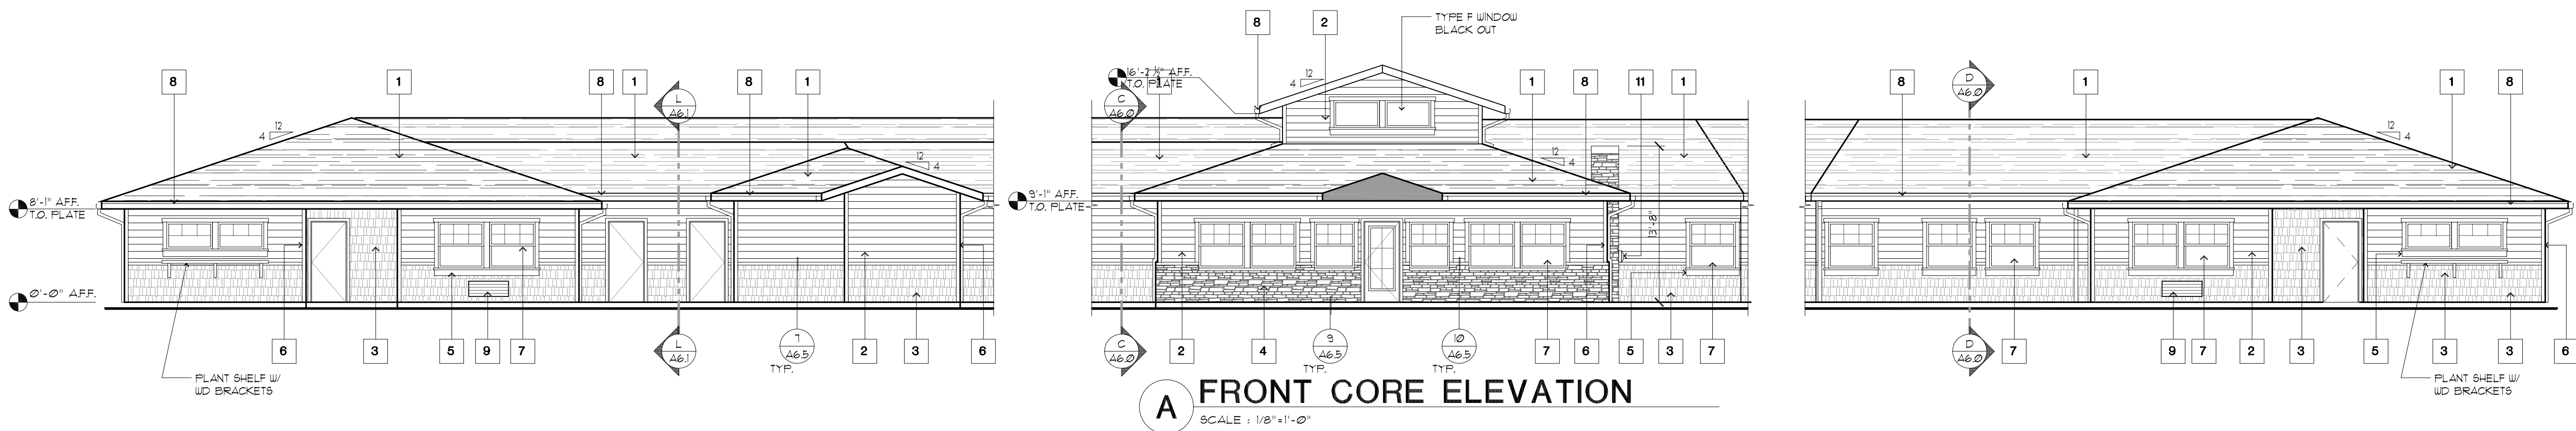 8
1
8
1
8
1
L
A6.1
12
4
12
4
8'-1" A.F.F.
T.O. PLATE
0'-0" A.F.F.
6
3
5
9
7
L
A6.1
7
A6.5
TYP.
2
3
6
PLANT SHELF W/
WD BRACKETS
8
2
TYPE F WINDOW
BLACK OUT
16'-2 ½" A.F.F.
T.O. PLATE
1
12
4
1
8
11
1
C
A6.0
12
4
9'-1" A.F.F.
T.O. PLATE
13'-8"
C
A6.0
2
4
9
A6.5
TYP.
10
A6.5
TYP.
7
6
5
3
7
A
FRONT CORE ELEVATION
SCALE : 1/8"=1'-0"
8
D
A6.0
1
1
8
12
4
D
A6.0
7
9
7
2
3
5
3
3
6
PLANT SHELF W/
WD BRACKETS